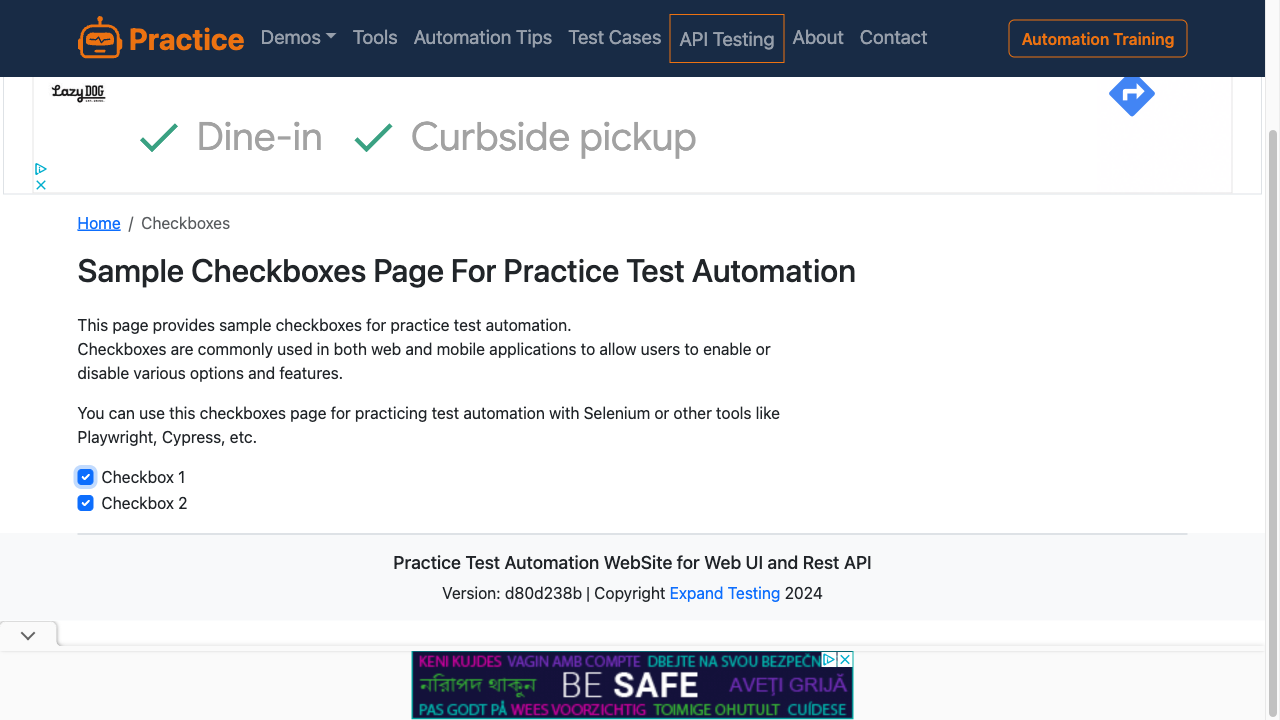 Practice Demos Tools Automation Tips Test Cases API Testing About Contact Automation Training
Lazy DOG
Dine-in Curbside pickup
Home / Checkboxes
Sample Checkboxes Page For Practice Test Automation
This page provides sample checkboxes for practice test automation.
Checkboxes are commonly used in both web and mobile applications to allow users to enable or
disable various options and features.
You can use this checkboxes page for practicing test automation with Selenium or other tools like
Playwright, Cypress, etc.
Checkbox 1
Checkbox 2
Practice Test Automation WebSite for Web UI and Rest API
Version: d80d238b | Copyright Expand Testing 2024
KENI KUJDES VAGIN AMB COMPTE DBEJTE NA SVOU BEZPEČN
নিরাপদ থাকুন BE SAFE AVEȚI GRIJĂ
PAS GODT PÅ WEES VOORZICHTIG TOIMIGE OHUTULT CUÍDESE